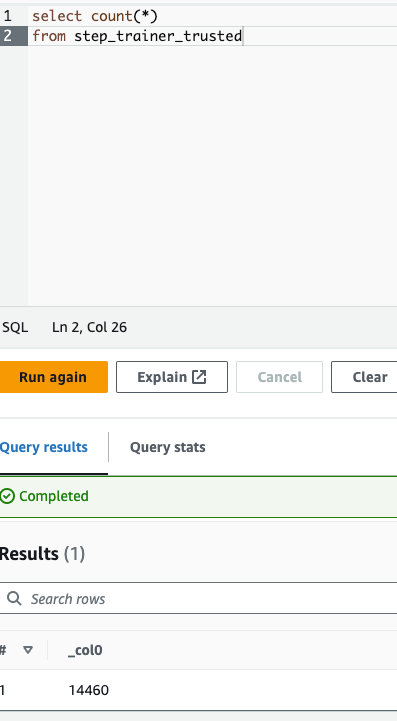 1 select count(*)
2 from step_trainer_trusted
SQL Ln 2, Col 26
Run again Explain Cancel Clear
Query results Query stats
Completed
Results (1)
Search rows
# _col0
1 14460